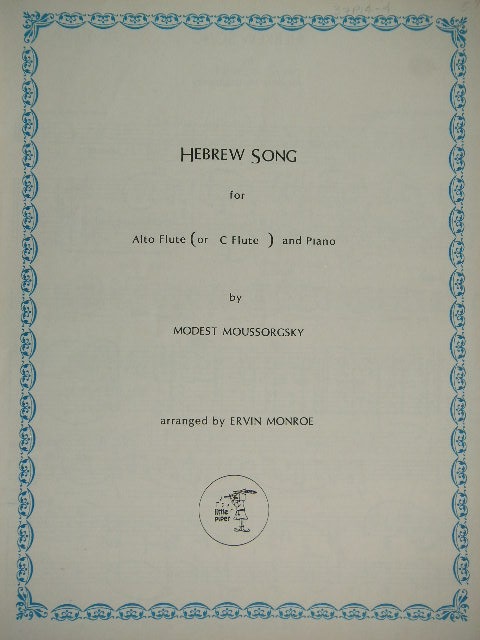 HEBREW SONG
for
Alto Flute (or C Flute ) and Piano
by
MODEST MOUSSORGSKY
arranged by ERVIN MONROE
little
PIPER